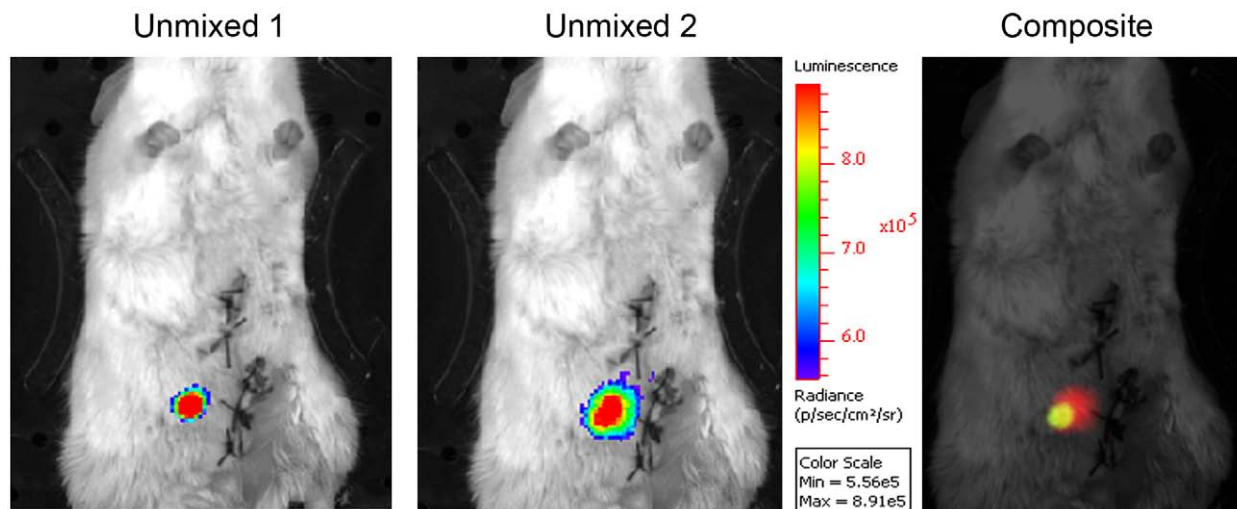 Unmixed 1
Unmixed 2
Composite
Luminescence
8.0
x10⁵
7.0
6.0
Radiance
(p/sec/cm²/sr)
Color Scale
Min = 5.56e5
Max = 8.91e5